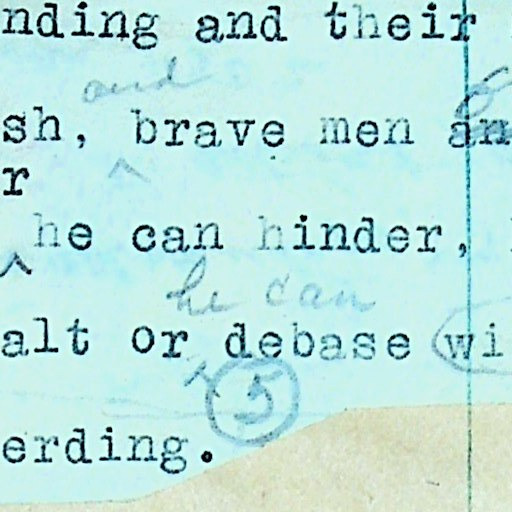 nding and their
and
sh, brave men an
r
he can hinder,
he can
alt or debase wi
5
erding.